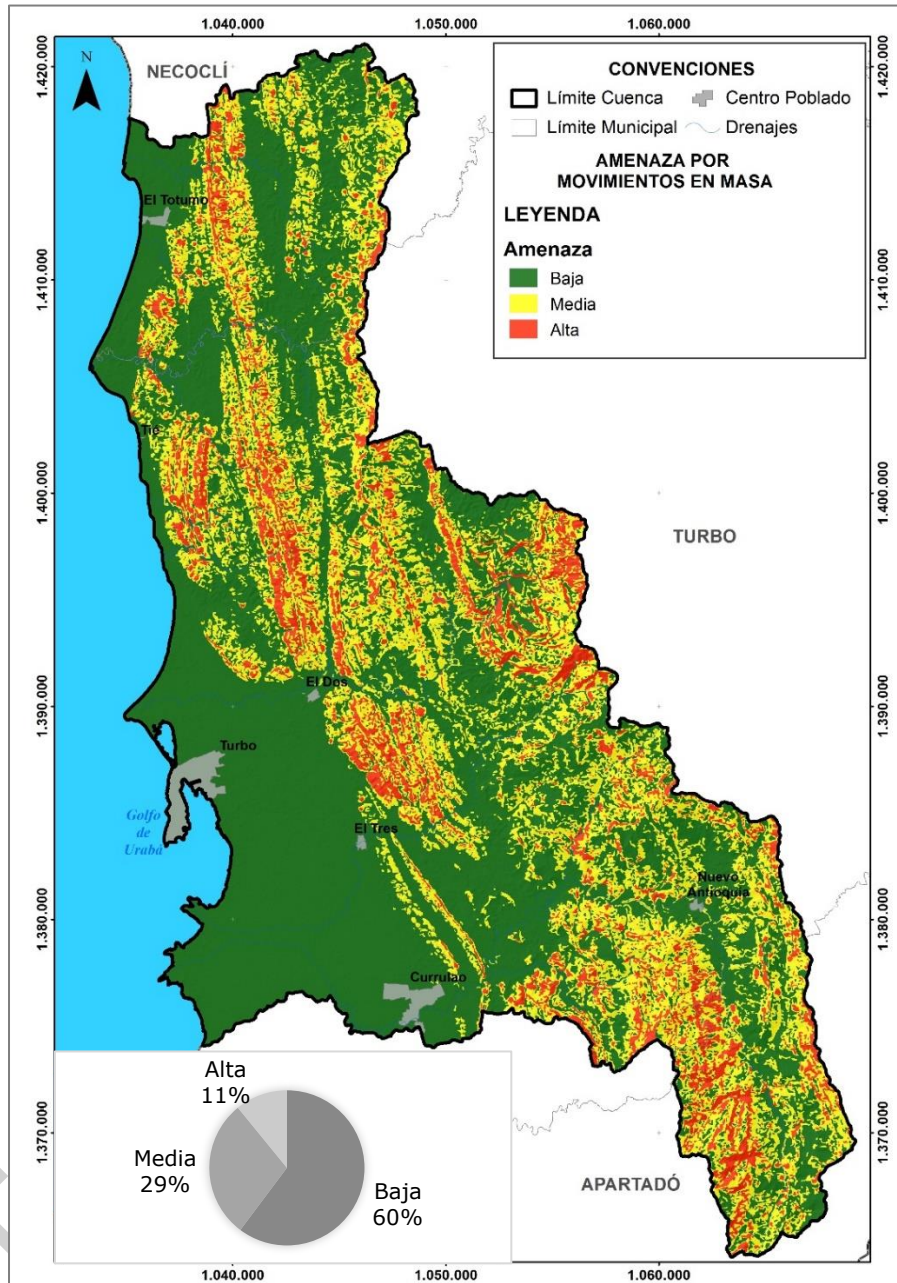 1.040.000 1.050.000 1.060.000
1.420.000 1.420.000
N
NECOCLÍ
CONVENCIONES
Límite Cuenca Centro Poblado
Límite Municipal Drenajes
AMENAZA POR
MOVIMIENTOS EN MASA
LEYENDA
Amenaza
Baja
Media
Alta
El Totumo
1.410.000 1.410.000
Tie
1.400.000 1.400.000
TURBO
El Dos
1.390.000 1.390.000
Turbo
Golfo
de
Urabá
El Tres
Nuevo
Antioquia
1.380.000 1.380.000
Currulao
Alta
11%
Media
29%
Baja
60%
1.370.000 1.370.000
APARTADÓ
1.040.000 1.050.000 1.060.000